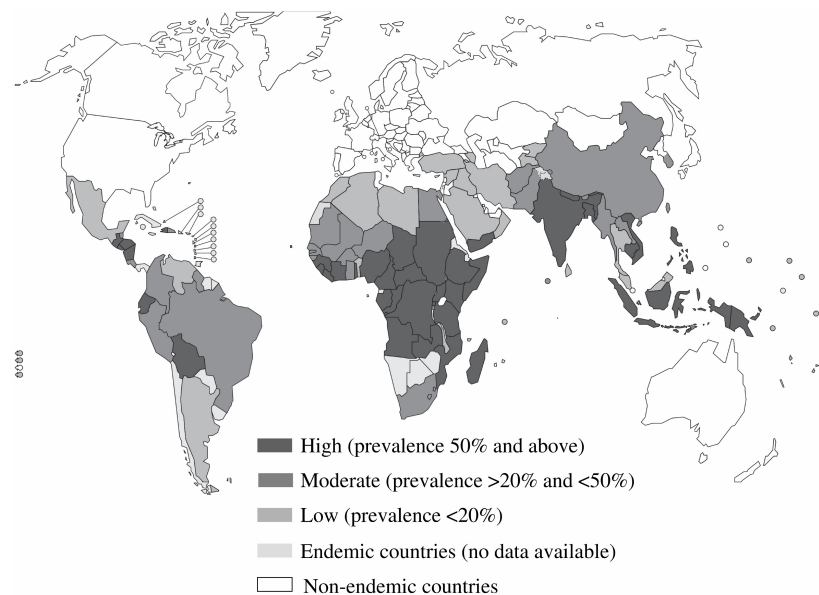 High (prevalence 50% and above)
Moderate (prevalence >20% and <50%)
Low (prevalence <20%)
Endemic countries (no data available)
Non-endemic countries